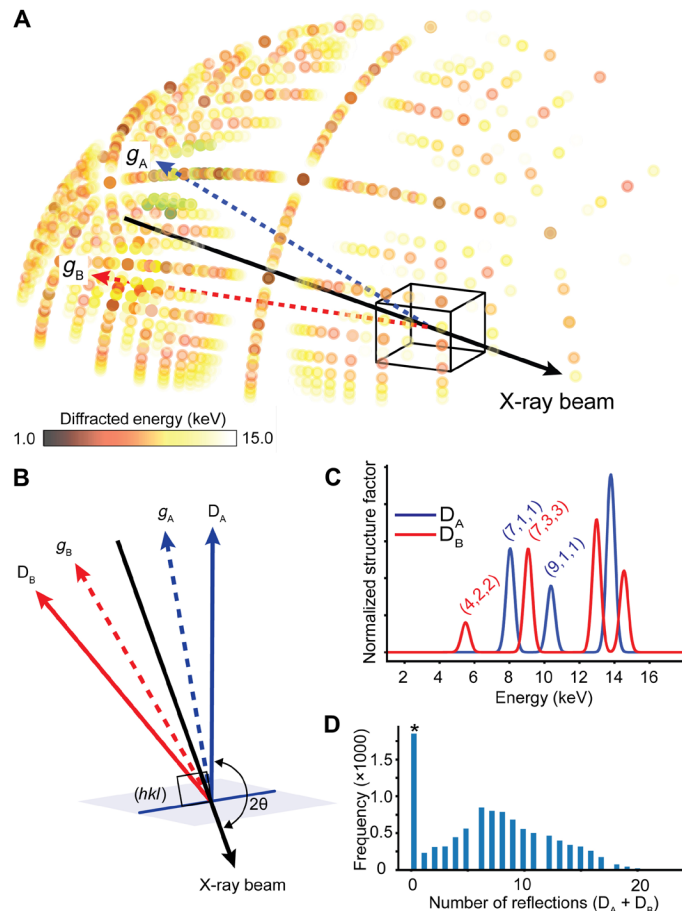 A
gA
gB
X-ray beam
Diffracted energy (keV)
1.0 15.0
B
gA
DA
gB
DB
(hkl)
2θ
X-ray beam
C
Normalized structure factor
DA
DB
(4,2,2)
(7,1,1)
(7,3,3)
(9,1,1)
2 4 6 8 10 12 14 16
Energy (keV)
D
*
Frequency (×1000)
1.5
1.0
0.5
0
0 10 20
Number of reflections (DA + DB)